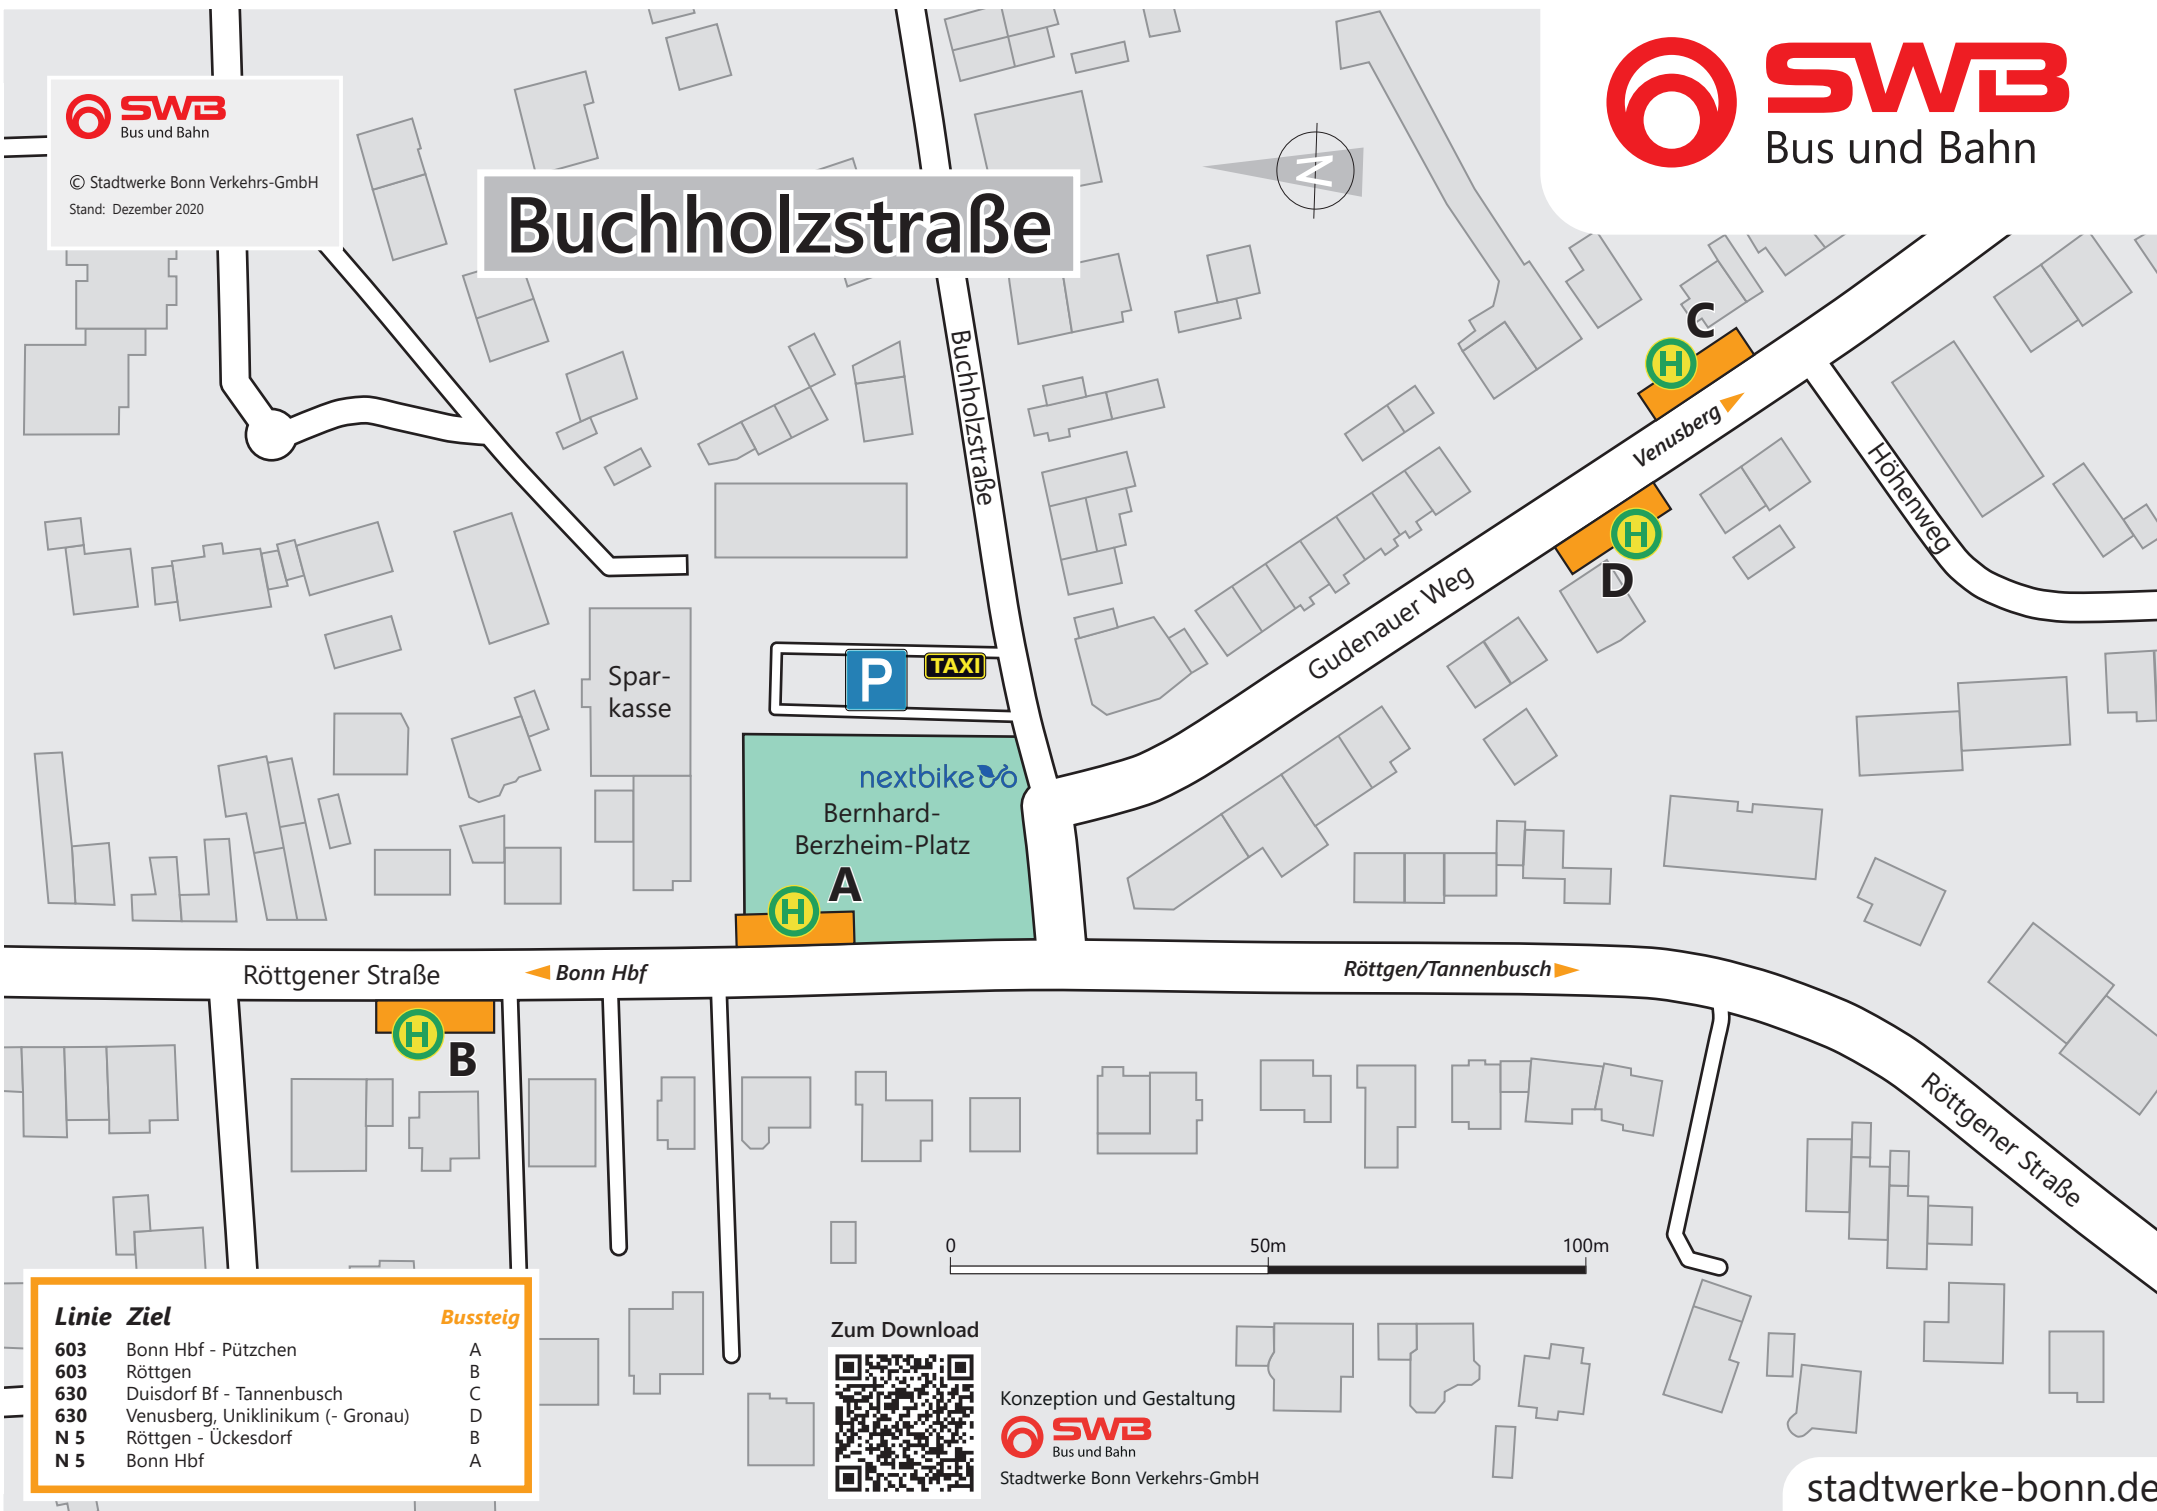 SWB
Bus und Bahn
© Stadtwerke Bonn Verkehrs-GmbH
Stand: Dezember 2020
Buchholzstraße
N
SWB
Bus und Bahn
Buchholzstraße
C
H
Venusberg
Höhenweg
H
D
Gudenauer Weg
Spar-
kasse
P
TAXI
nextbike
Bernhard-
Berzheim-Platz
A
H
Röttgener Straße
Bonn Hbf
Röttgen/Tannenbusch
H
B
Röttgener Straße
0 50m 100m
Linie Ziel Bussteig
603 Bonn Hbf - Pützchen A
603 Röttgen B
630 Duisdorf Bf - Tannenbusch C
630 Venusberg, Uniklinikum (- Gronau) D
N 5 Röttgen - Ückesdorf B
N 5 Bonn Hbf A
Zum Download
Konzeption und Gestaltung
SWB
Bus und Bahn
Stadtwerke Bonn Verkehrs-GmbH
stadtwerke-bonn.de